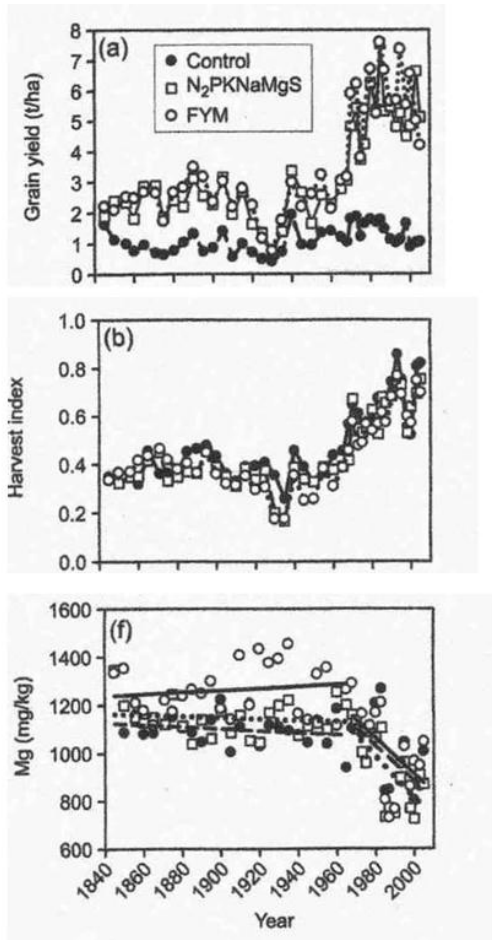 (a)
Control
N₂PKNaMgS
FYM
8
7
6
5
4
3
2
1
0
Grain yield (t/ha)
(b)
1.0
0.8
0.6
0.4
0.2
0.0
Harvest index
(f)
1600
1400
1200
1000
800
600
Mg (mg/kg)
1840 1860 1880 1900 1920 1940 1960 1980 2000
Year